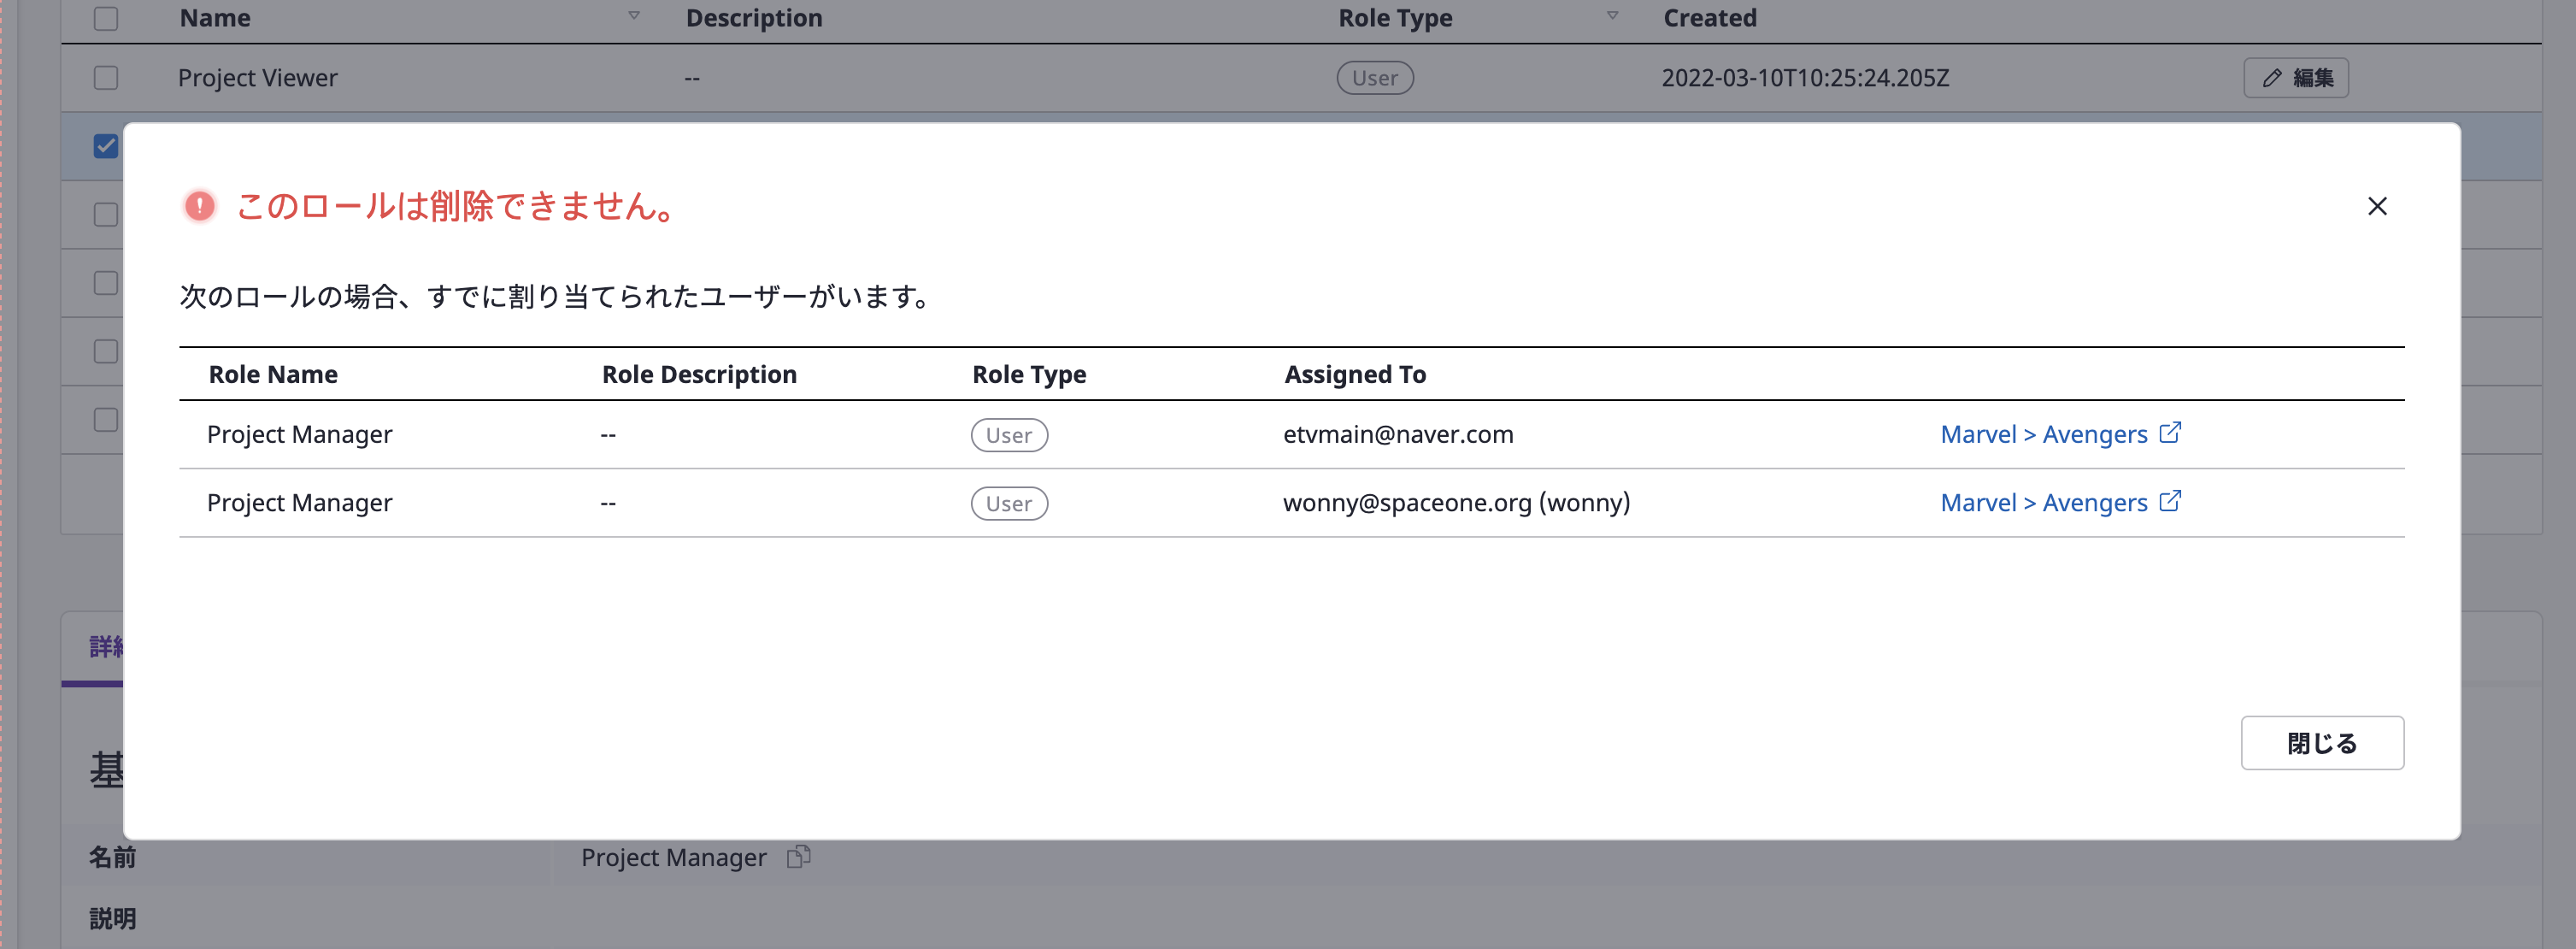 Name Description Role Type Created
Project Viewer -- User 2022-03-10T10:25:24.205Z 編集
このロールは削除できません。
次のロールの場合、すでに割り当てられたユーザーがいます。
Role Name Role Description Role Type Assigned To
Project Manager -- User etvmain@naver.com Marvel > Avengers
Project Manager -- User wonny@spaceone.org (wonny) Marvel > Avengers
詳細
閉じる
基
名前 Project Manager
説明